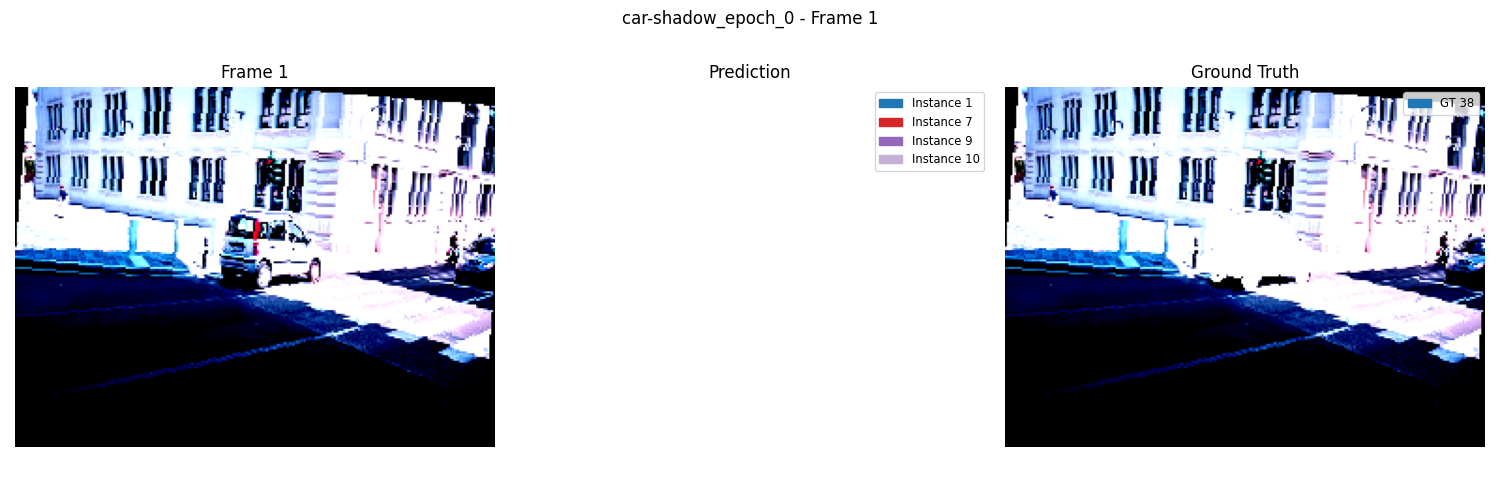 car-shadow_epoch_0 - Frame 1
Frame 1
Prediction
Ground Truth
Instance 1
Instance 7
Instance 9
Instance 10
GT 38